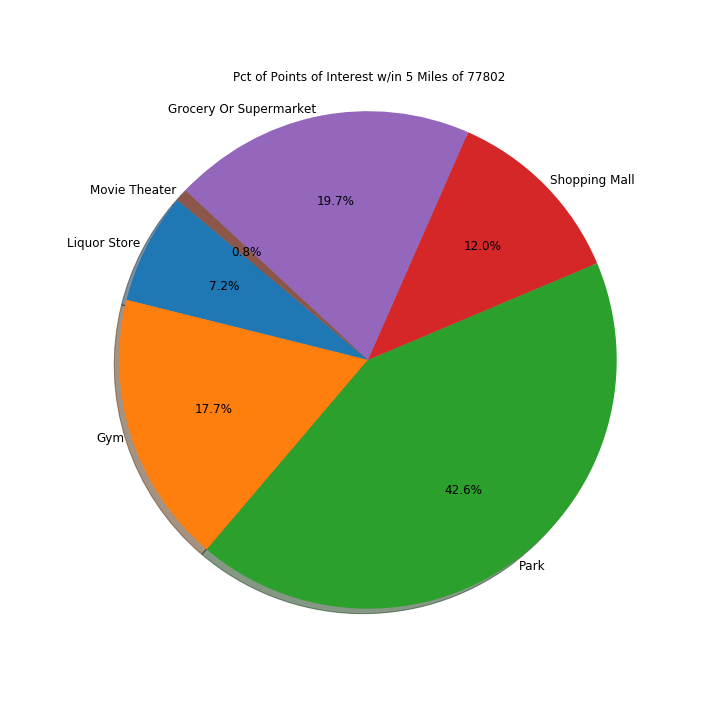 Pct of Points of Interest w/in 5 Miles of 77802
Grocery Or Supermarket
19.7%
Shopping Mall
12.0%
Movie Theater
0.8%
Liquor Store
7.2%
Gym
17.7%
Park
42.6%